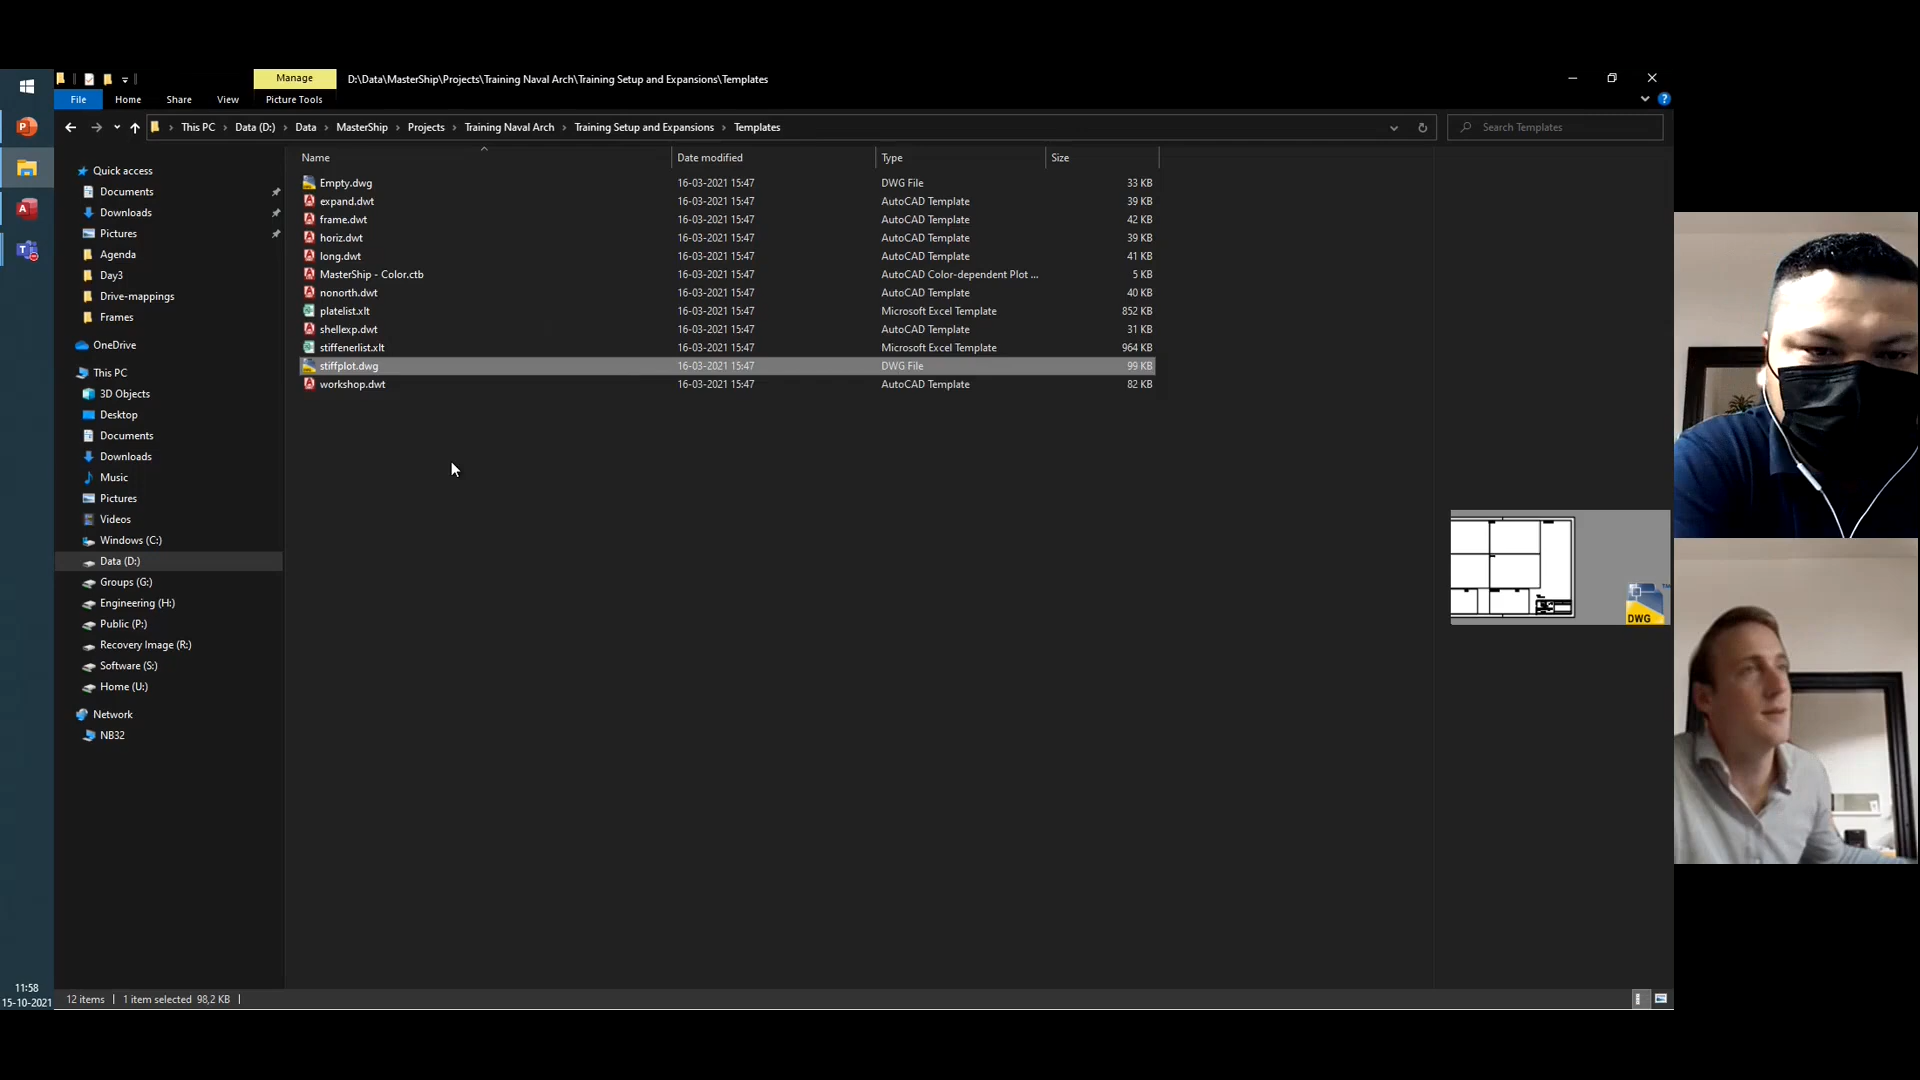 Manage
D:\Data\MasterShip\Projects\Training Naval Arch\Training Setup and Expansions\Templates
File Home Share View Picture Tools
This PC Data (D:) Data MasterShip Projects Training Naval Arch Training Setup and Expansions Templates
Search Templates
Name Date modified Type Size
Empty.dwg 16-03-2021 15:47 DWG File 33 KB
expand.dwt 16-03-2021 15:47 AutoCAD Template 39 KB
frame.dwt 16-03-2021 15:47 AutoCAD Template 42 KB
horiz.dwt 16-03-2021 15:47 AutoCAD Template 39 KB
long.dwt 16-03-2021 15:47 AutoCAD Template 41 KB
MasterShip - Color.ctb 16-03-2021 15:47 AutoCAD Color-dependent Plot ... 5 KB
nonorth.dwt 16-03-2021 15:47 AutoCAD Template 40 KB
platelist.xlt 16-03-2021 15:47 Microsoft Excel Template 852 KB
shellexp.dwt 16-03-2021 15:47 AutoCAD Template 31 KB
stiffenerlist.xlt 16-03-2021 15:47 Microsoft Excel Template 964 KB
stiffplot.dwg 16-03-2021 15:47 DWG File 99 KB
workshop.dwt 16-03-2021 15:47 AutoCAD Template 82 KB
Quick access
Documents
Downloads
Pictures
Agenda
Day3
Drive-mappings
Frames
OneDrive
This PC
3D Objects
Desktop
Documents
Downloads
Music
Pictures
Videos
Windows (C:)
Data (D:)
Groups (G:)
Engineering (H:)
Public (P:)
Recovery Image (R:)
Software (S:)
Home (U:)
Network
NB32
DWG
11:58
15-10-2021
12 items 1 item selected 98,2 KB